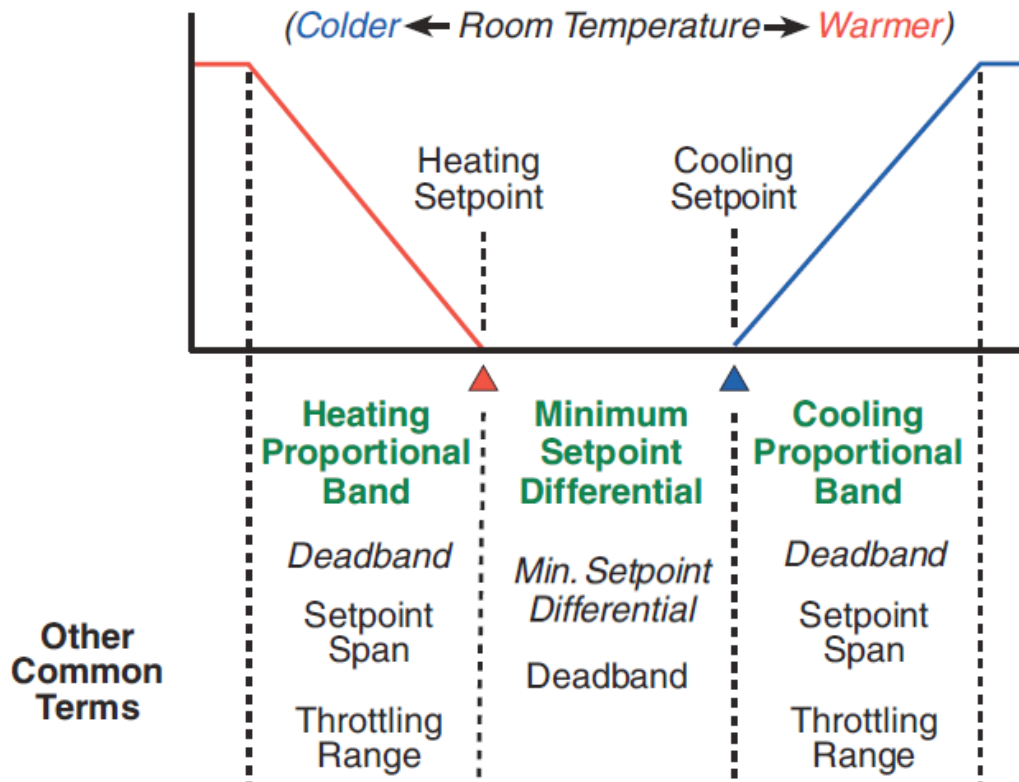 (Colder Room Temperature Warmer)
Heating
Setpoint
Cooling
Setpoint
Heating
Proportional
Band
Minimum
Setpoint
Differential
Cooling
Proportional
Band
Other
Common
Terms
Deadband
Setpoint
Span
Throttling
Range
Min. Setpoint
Differential
Deadband
Deadband
Setpoint
Span
Throttling
Range